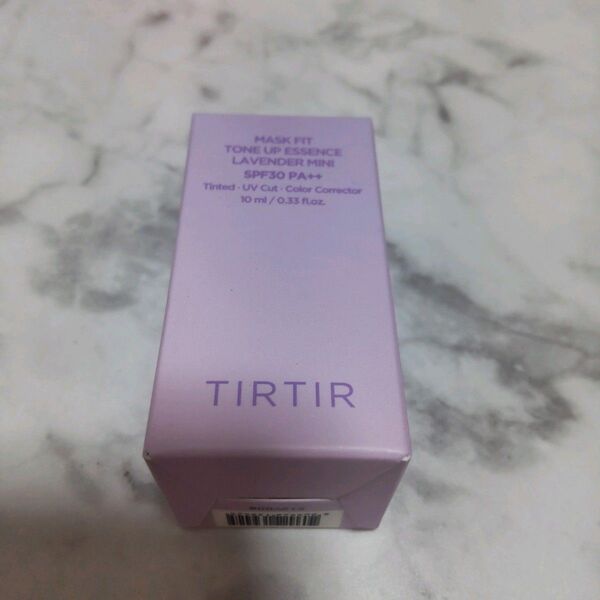 MASK FIT
TONE UP ESSENCE
LAVENDER MINI
SPF30 PA++
Tinted · UV Cut · Color Corrector
10 ml / 0.33 fl.oz.
TIRTIR